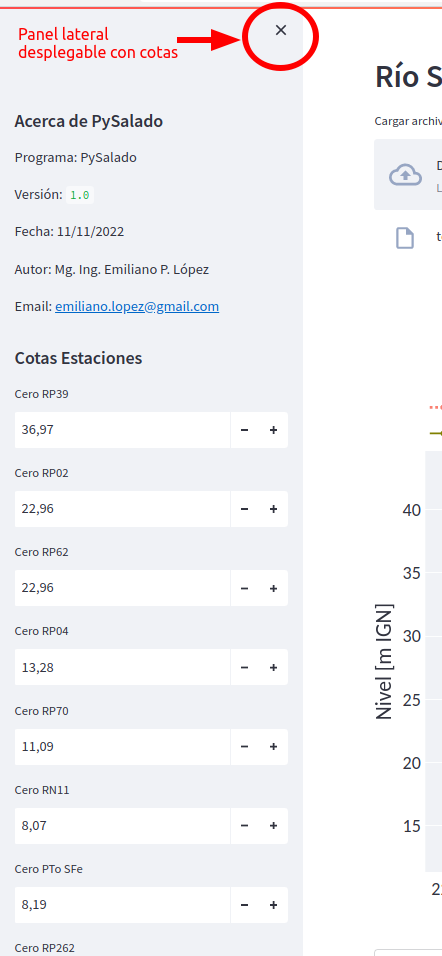 Panel lateral
desplegable con cotas
Acerca de PySalado
Programa: PySalado
Versión: 1.0
Fecha: 11/11/2022
Autor: Mg. Ing. Emiliano P. López
Email: emiliano.lopez@gmail.com
Cotas Estaciones
Cero RP39
36,97
Cero RP02
22,96
Cero RP62
22,96
Cero RP04
13,28
Cero RP70
11,09
Cero RN11
8,07
Cero PTo SFe
8,19
Cero RP262
Río S
Cargar archiv
D
L
t
Nivel [m IGN]
40
35
30
25
20
15
2